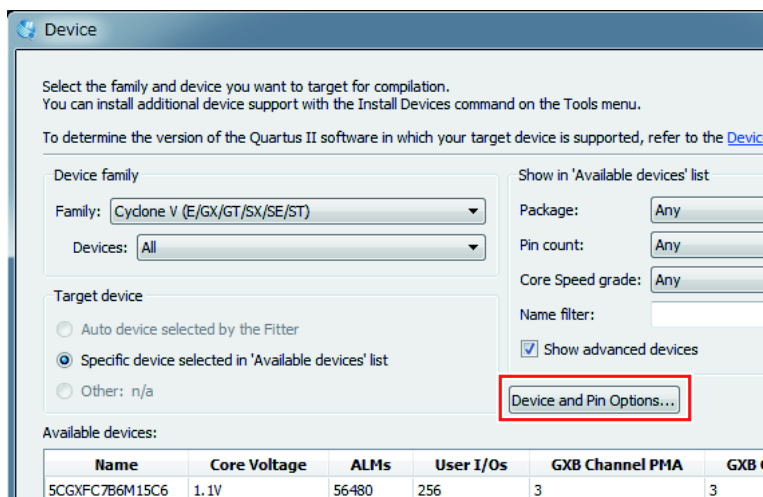 Device
Select the family and device you want to target for compilation.
You can install additional device support with the Install Devices command on the Tools menu.
To determine the version of the Quartus II software in which your target device is supported, refer to the
Device family
Family: Cyclone V (E/GX/GT/SX/SE/ST)
Devices: All
Target device
Auto device selected by the Fitter
Specific device selected in 'Available devices' list
Other: n/a
Show in 'Available devices' list
Package: Any
Pin count: Any
Core Speed grade: Any
Name filter:
Show advanced devices
Device and Pin Options...
Available devices:
Name Core Voltage ALMs User I/Os GXB Channel PMA GXB
5CGXFC7B6M15C6 1.1V 56480 256 3 3